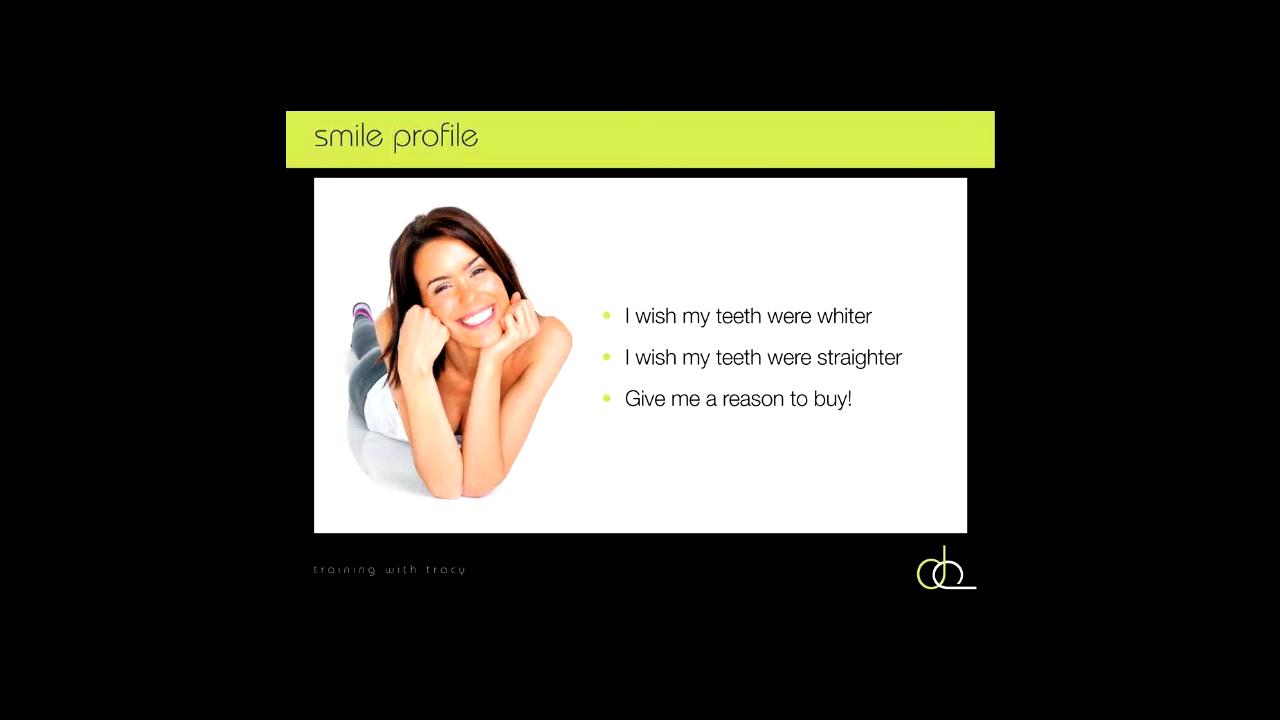 smile profile
I wish my teeth were whiter
I wish my teeth were straighter
Give me a reason to buy!
training with tracy